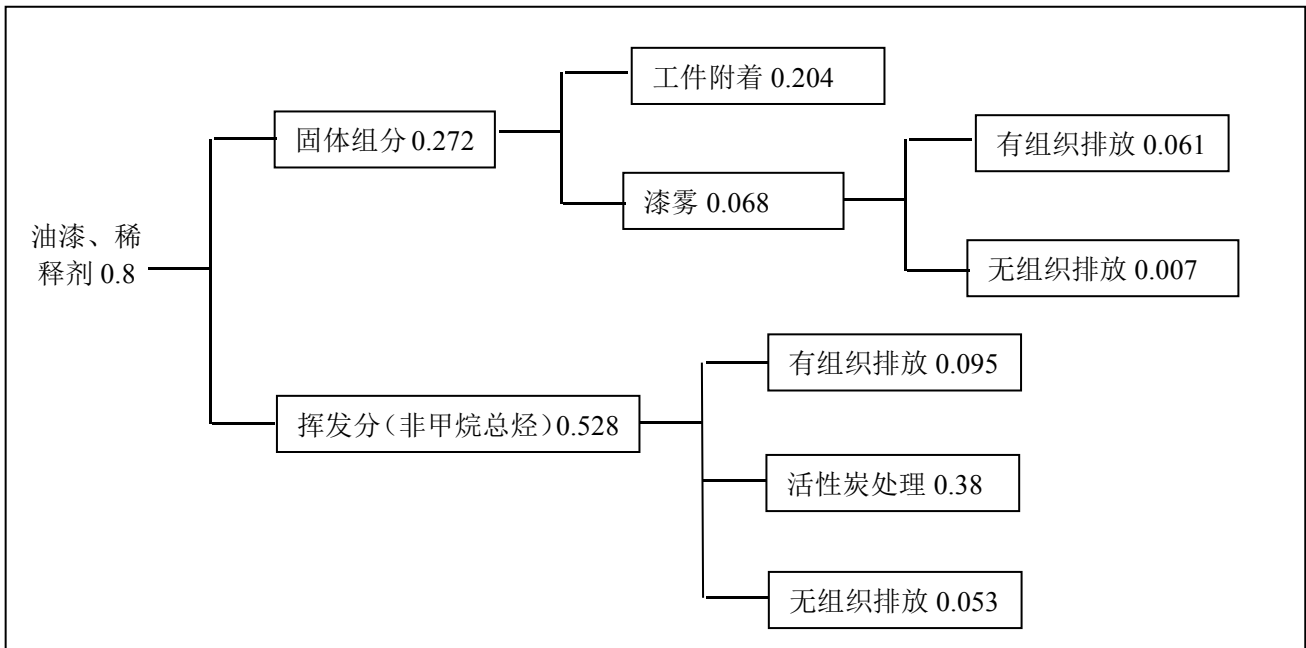 油漆、稀
释剂 0.8
固体组分 0.272
工件附着 0.204
漆雾 0.068
有组织排放 0.061
无组织排放 0.007
挥发分（非甲烷总烃）0.528
有组织排放 0.095
活性炭处理 0.38
无组织排放 0.053